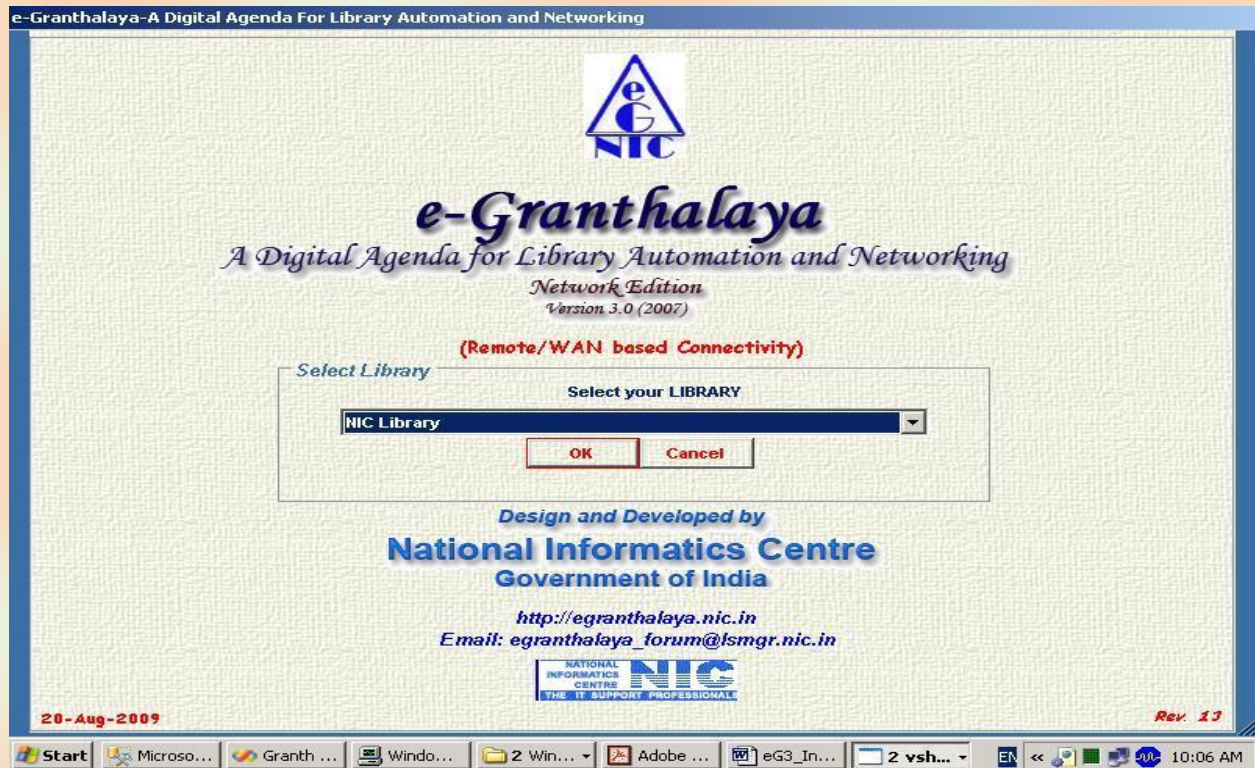 e-Granthalaya-A Digital Agenda For Library Automation and Networking
eG
NIC
e-Granthalaya
A Digital Agenda for Library Automation and Networking
Network Edition
Version 3.0 (2007)
(Remote/WAN based Connectivity)
Select Library
Select your LIBRARY
NIC Library
OK Cancel
Design and Developed by
National Informatics Centre
Government of India
http://egranthalaya.nic.in
Email: egranthalaya_forum@lsmgr.nic.in
NATIONAL
INFORMATICS
CENTRE
NIC
THE IT SUPPORT PROFESSIONALS
20-Aug-2009 Rev. 13
Start Microso... Granth ... Windo... 2 Win... Adobe ... eG3_In... 2 vsh... EN « 10:06 AM